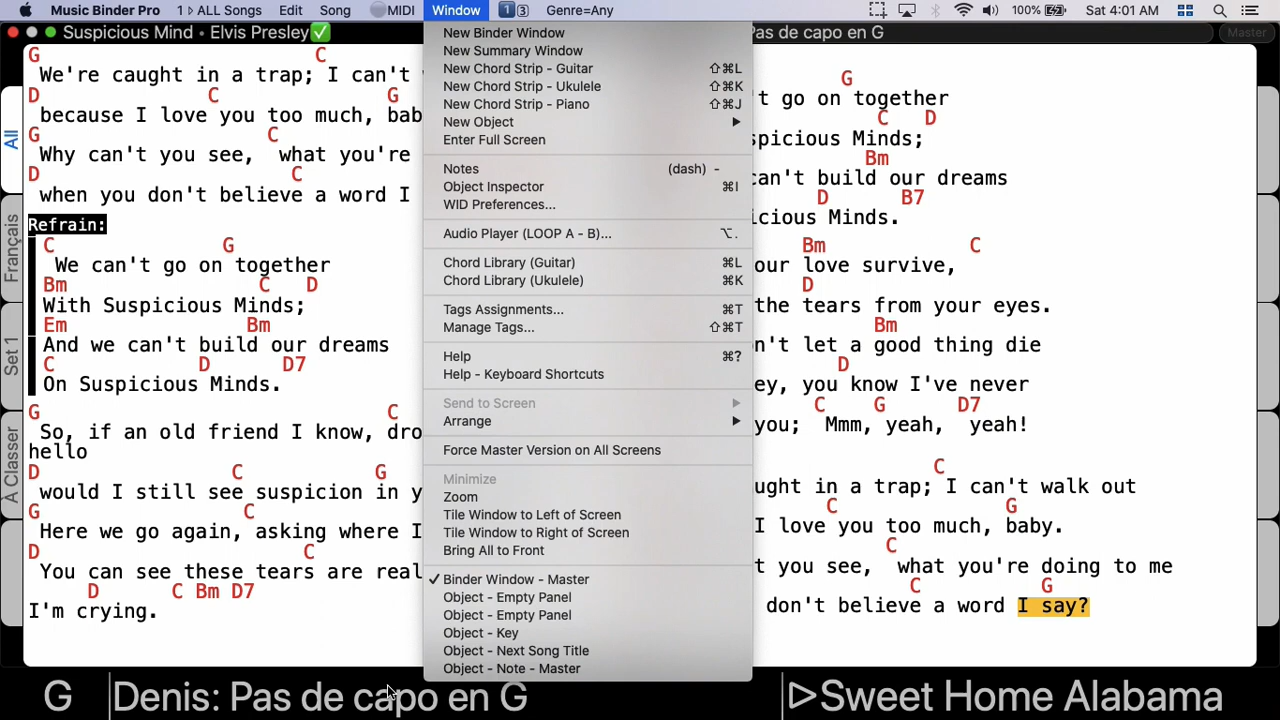 Music Binder Pro 1 › ALL Songs Edit Song MIDI Window 1 3 Genre=Any 100% Sat 4:01 AM
Suspicious Mind • Elvis Presley✅
Pas de capo en G
Master
All
Français
Set 1
À Classer
G C
We're caught in a trap; I can't
D C G
because I love you too much, bab
G C
Why can't you see, what you're
D C
when you don't believe a word I
Refrain:
C G
We can't go on together
Bm C D
With Suspicious Minds;
Em Bm
And we can't build our dreams
C D D7
On Suspicious Minds.
G C
So, if an old friend I know, dro
hello
D C G
would I still see suspicion in y
G C
Here we go again, asking where I
D C
You can see these tears are real
D C Bm D7
I'm crying.
New Binder Window
New Summary Window
New Chord Strip - Guitar ⇧⌘L
New Chord Strip - Ukulele ⇧⌘K
New Chord Strip - Piano ⇧⌘J
New Object
Enter Full Screen
Notes (dash) -
Object Inspector ⌘I
WID Preferences...
Audio Player (LOOP A - B)... ⌥.
Chord Library (Guitar) ⌘L
Chord Library (Ukulele) ⌘K
Tags Assignments... ⌘T
Manage Tags... ⇧⌘T
Help ⌘?
Help - Keyboard Shortcuts
Send to Screen
Arrange
Force Master Version on All Screens
Minimize
Zoom
Tile Window to Left of Screen
Tile Window to Right of Screen
Bring All to Front
✓ Binder Window - Master
Object - Empty Panel
Object - Empty Panel
Object - Key
Object - Next Song Title
Object - Note - Master
G
't go on together
C D
spicious Minds;
Bm
can't build our dreams
D B7
icious Minds.
Bm C
our love survive,
D
the tears from your eyes.
Bm
n't let a good thing die
D
ey, you know I've never
C G D7
you; Mmm, yeah, yeah!
C
ught in a trap; I can't walk out
C G
I love you too much, baby.
C
t you see, what you're doing to me
C G
don't believe a word I say?
G
Denis: Pas de capo en G
▷Sweet Home Alabama